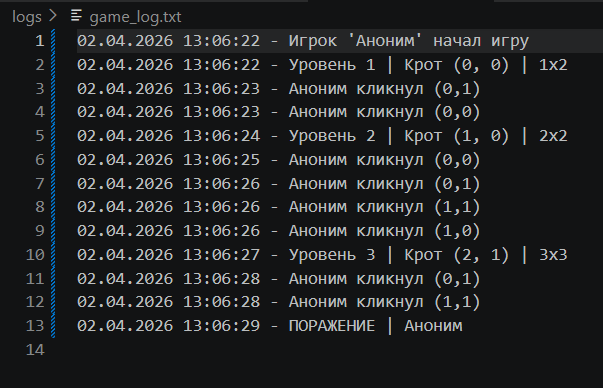 logs > game_log.txt
1 02.04.2026 13:06:22 - Игрок 'Аноним' начал игру
2 02.04.2026 13:06:22 - Уровень 1 | Крот (0, 0) | 1x2
3 02.04.2026 13:06:23 - Аноним кликнул (0,1)
4 02.04.2026 13:06:23 - Аноним кликнул (0,0)
5 02.04.2026 13:06:24 - Уровень 2 | Крот (1, 0) | 2x2
6 02.04.2026 13:06:25 - Аноним кликнул (0,0)
7 02.04.2026 13:06:26 - Аноним кликнул (0,1)
8 02.04.2026 13:06:26 - Аноним кликнул (1,1)
9 02.04.2026 13:06:26 - Аноним кликнул (1,0)
10 02.04.2026 13:06:27 - Уровень 3 | Крот (2, 1) | 3x3
11 02.04.2026 13:06:28 - Аноним кликнул (0,1)
12 02.04.2026 13:06:28 - Аноним кликнул (1,1)
13 02.04.2026 13:06:29 - ПОРАЖЕНИЕ | Аноним
14